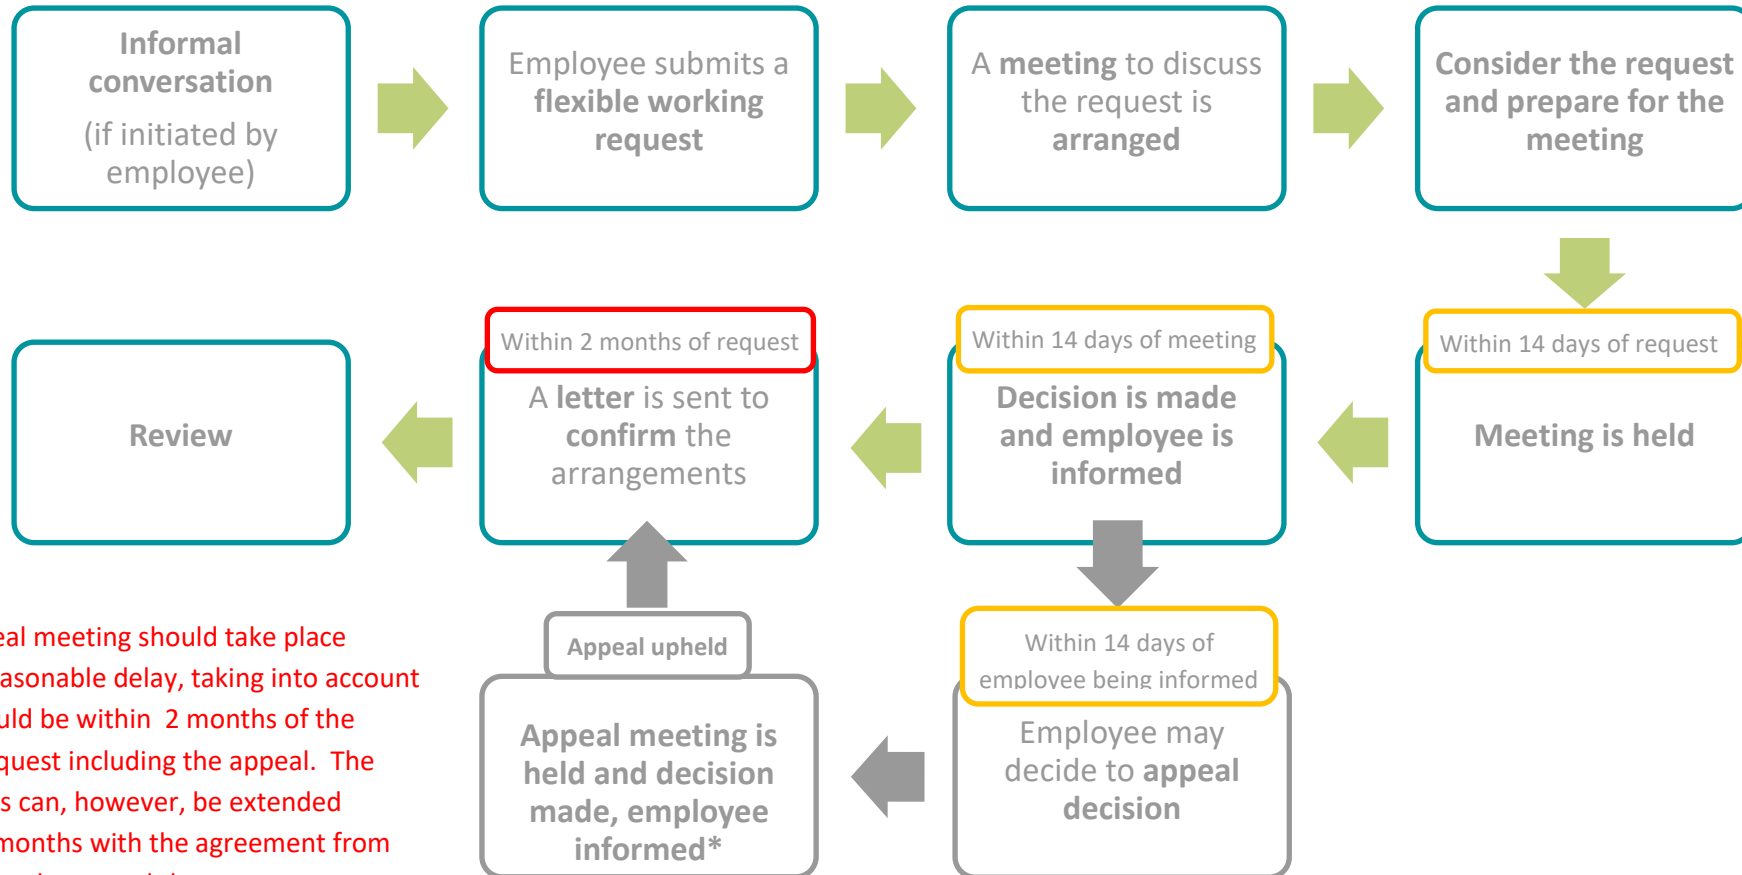 Informal
conversation
(if initiated by
employee)
Employee submits a
flexible working
request
A meeting to discuss
the request is
arranged
Consider the request
and prepare for the
meeting
Within 14 days of request
Meeting is held
Within 14 days of meeting
Decision is made
and employee is
informed
Within 2 months of request
A letter is sent to
confirm the
arrangements
Review
Within 14 days of
employee being informed
Employee may
decide to appeal
decision
Appeal upheld
Appeal meeting is
held and decision
made, employee
informed*
eal meeting should take place
easonable delay, taking into account
uld be within 2 months of the
quest including the appeal. The
s can, however, be extended
months with the agreement from